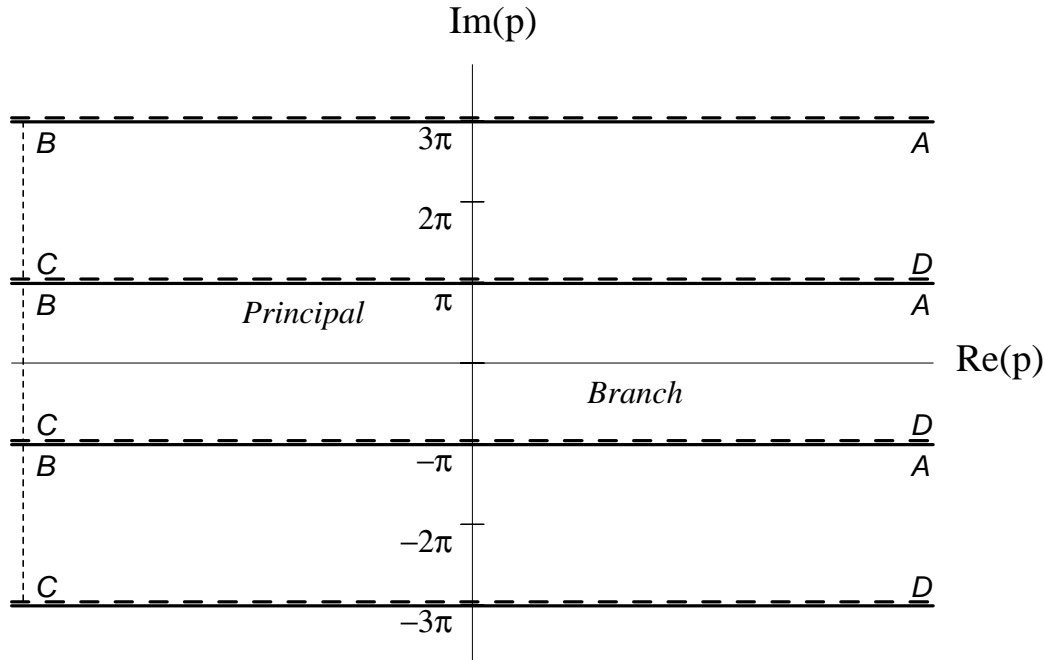 Im(p)
B 3π A
2π
C D
B Principal π A
Re(p)
Branch
C D
B −π A
−2π
C D
−3π